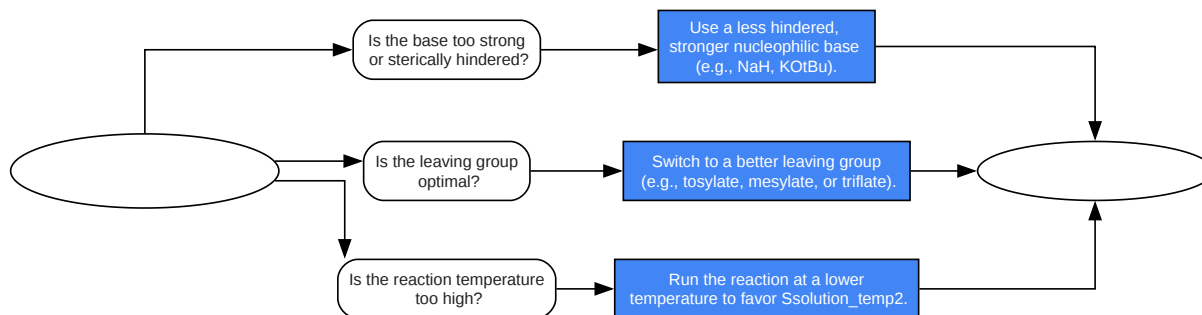 Is the base too strong
or sterically hindered?
Use a less hindered,
stronger nucleophilic base
(e.g., NaH, KOtBu).
Is the leaving group
optimal?
Switch to a better leaving group
(e.g., tosylate, mesylate, or triflate).
Is the reaction temperature
too high?
Run the reaction at a lower
temperature to favor Ssolution_temp2.